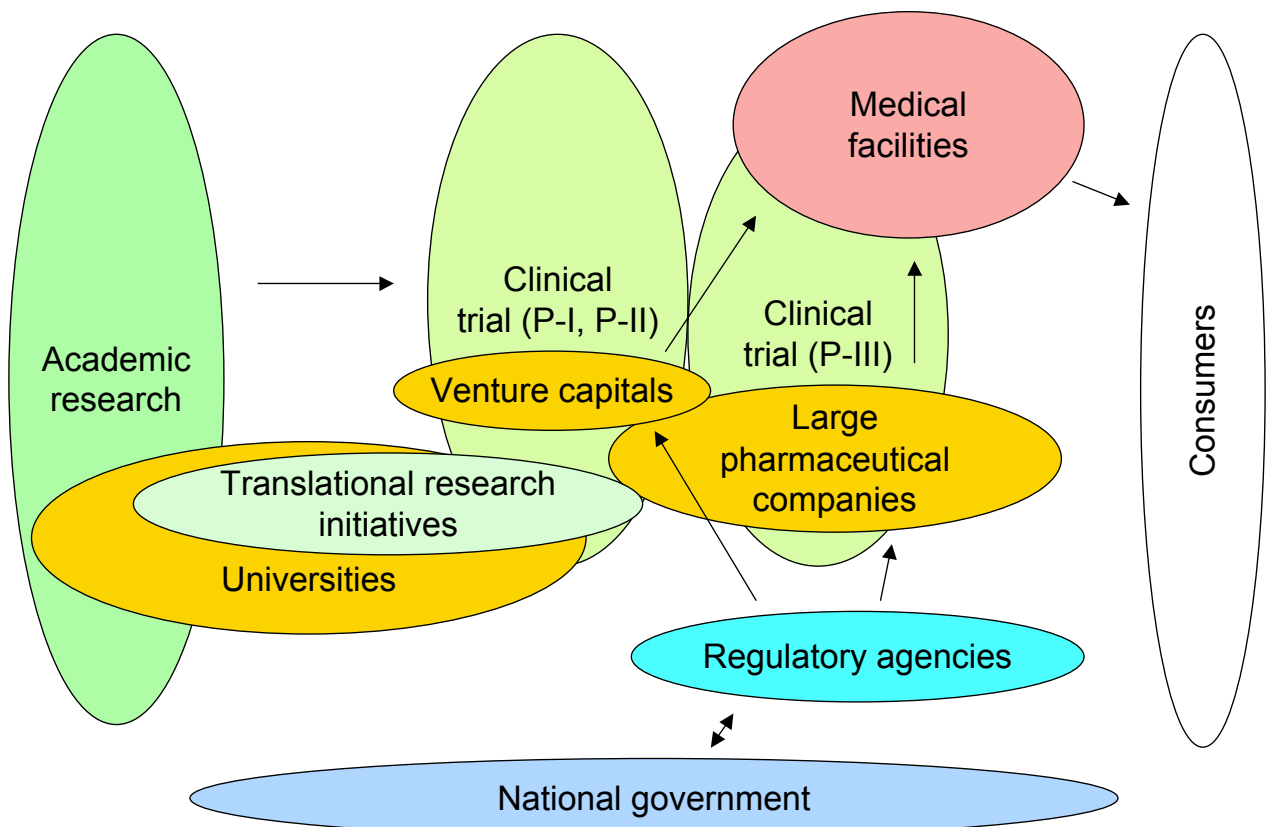 Academic
research
Clinical
trial (P-I, P-II)
Venture capitals
Translational research
initiatives
Universities
Medical
facilities
Clinical
trial (P-III)
Large
pharmaceutical
companies
Regulatory agencies
National government
Consumers